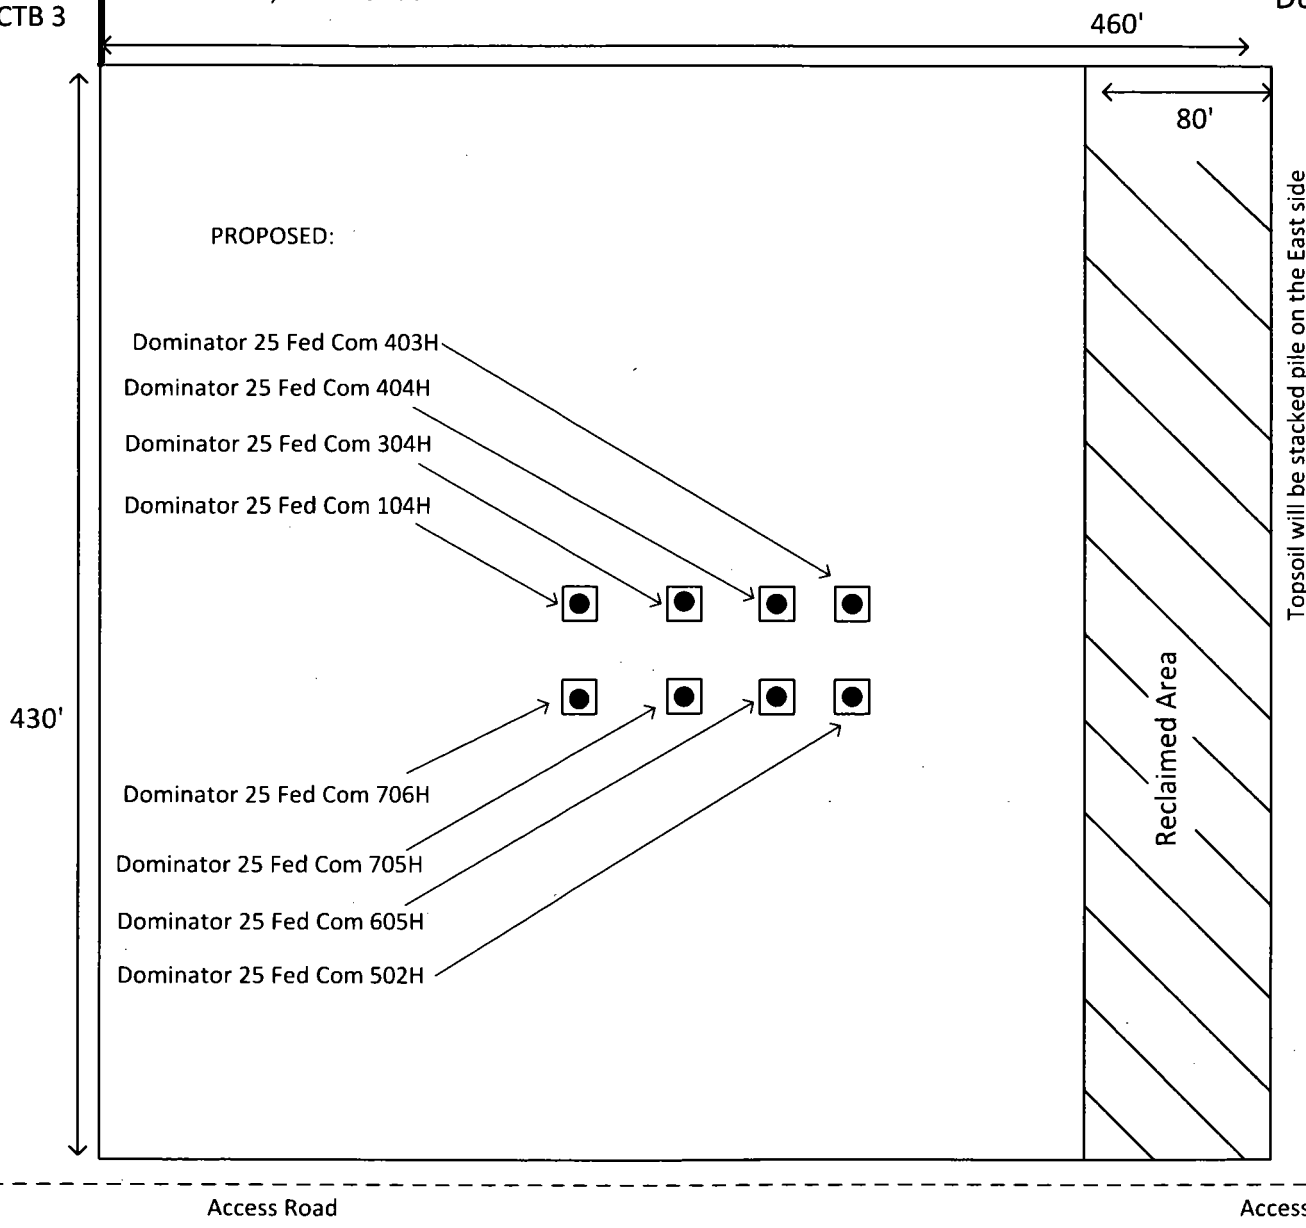 CTB 3
460'
80'
PROPOSED:
Topsoil will be stacked pile on the East side
Dominator 25 Fed Com 403H
Dominator 25 Fed Com 404H
Dominator 25 Fed Com 304H
Dominator 25 Fed Com 104H
430'
Reclaimed Area
Dominator 25 Fed Com 706H
Dominator 25 Fed Com 705H
Dominator 25 Fed Com 605H
Dominator 25 Fed Com 502H
Access Road
Access